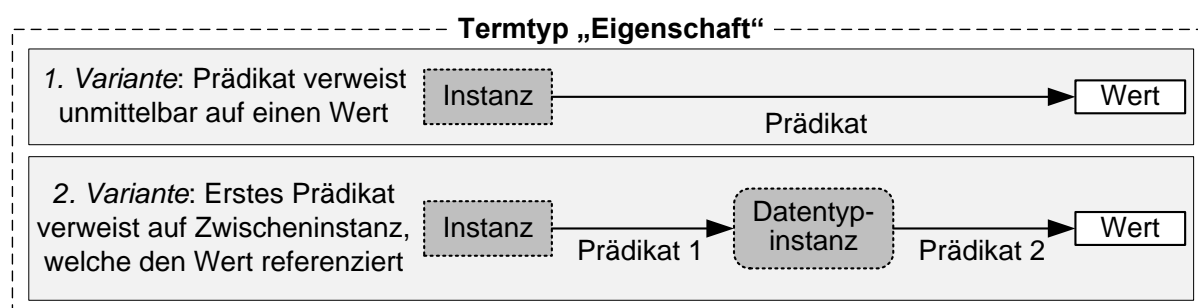 Termtyp „Eigenschaft“
1. Variante: Prädikat verweist
unmittelbar auf einen Wert
Instanz
Prädikat
Wert
2. Variante: Erstes Prädikat
verweist auf Zwischeninstanz,
welche den Wert referenziert
Instanz
Prädikat 1
Datentyp-
instanz
Prädikat 2
Wert